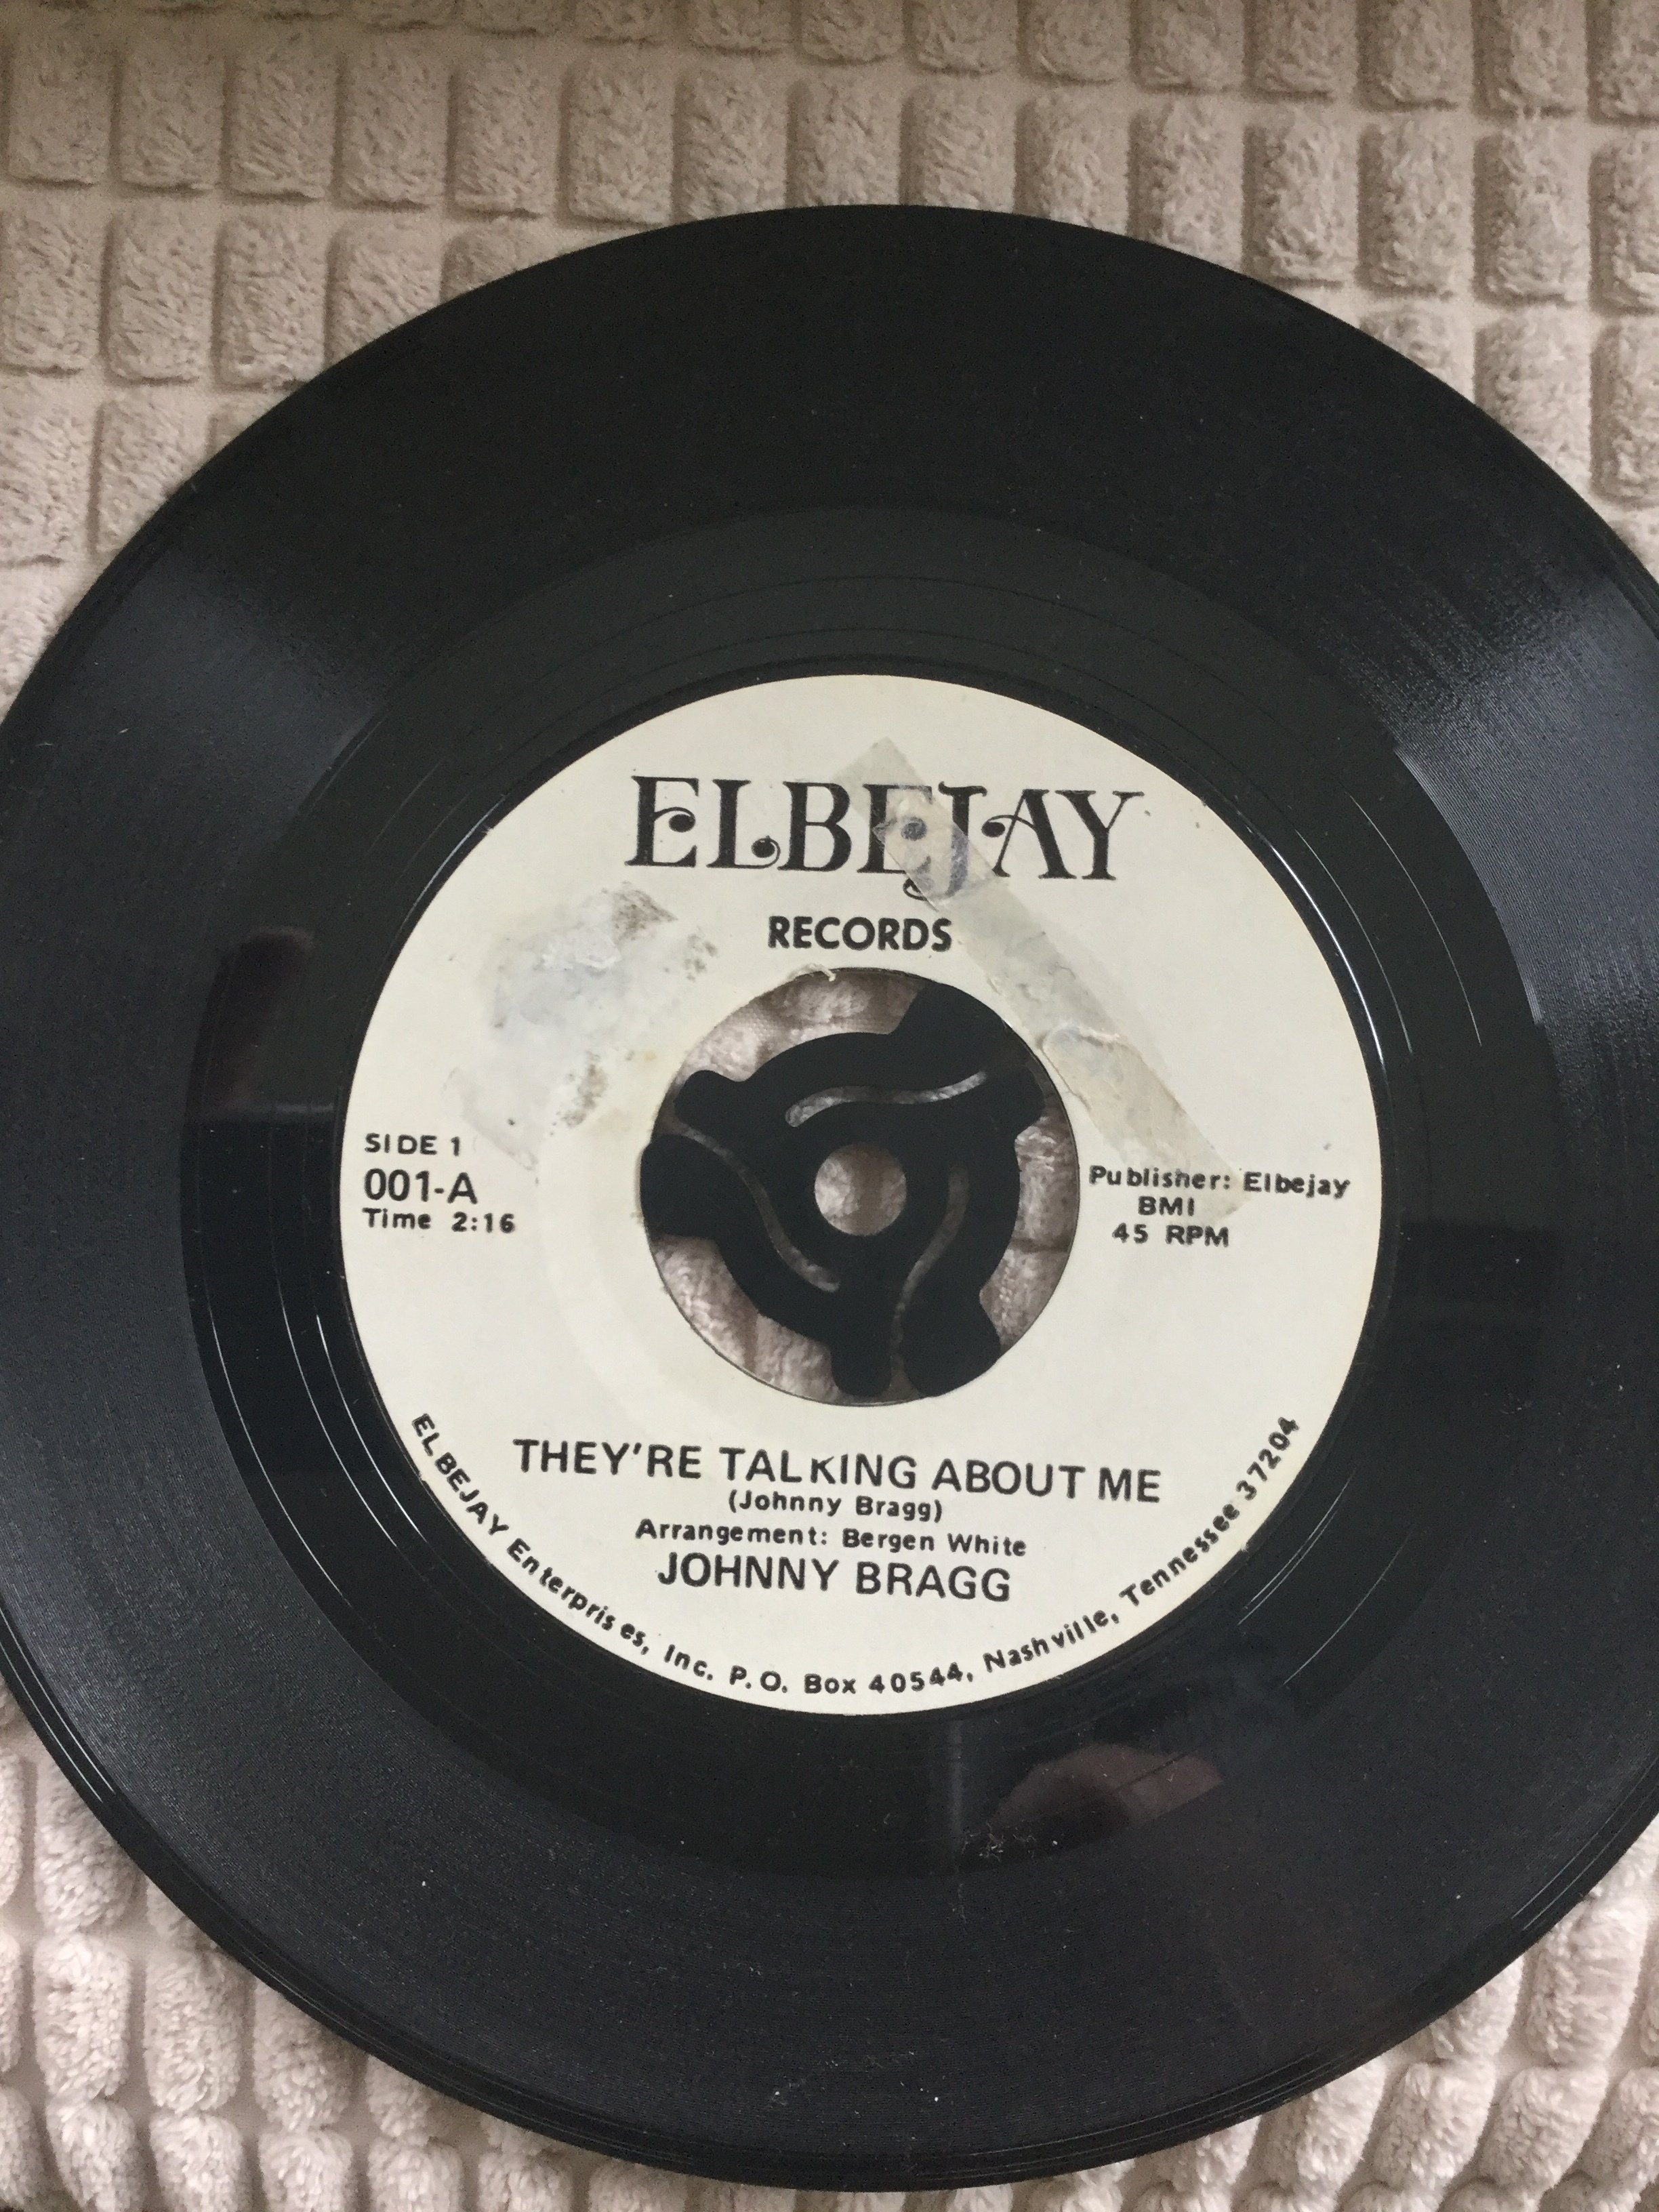 ELBEJAY
RECORDS
SIDE 1
001-A
Time 2:16
Publisher: Elbejay
BMI
45 RPM
THEY'RE TALKING ABOUT ME
(Johnny Bragg)
Arrangement: Bergen White
JOHNNY BRAGG
ELBEJAY Enterprises, Inc. P.O. Box 40544, Nashville, Tennessee 37204